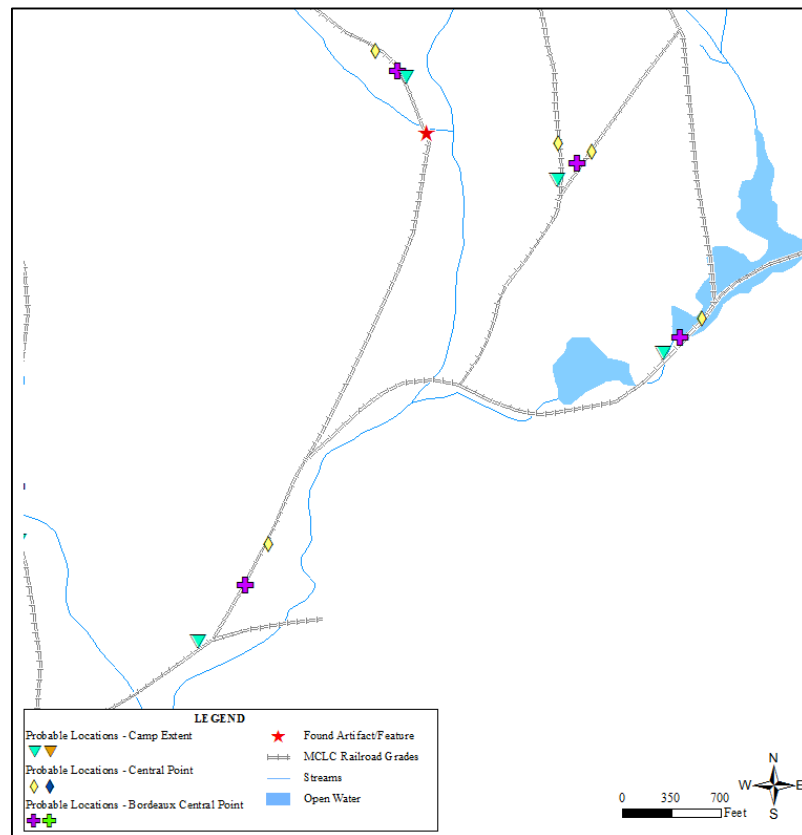 LEGEND
Probable Locations - Camp Extent
Probable Locations - Central Point
Probable Locations - Bordeaux Central Point
Found Artifact/Feature
MCLC Railroad Grades
Streams
Open Water
N
W E
S
0 350 700
Feet